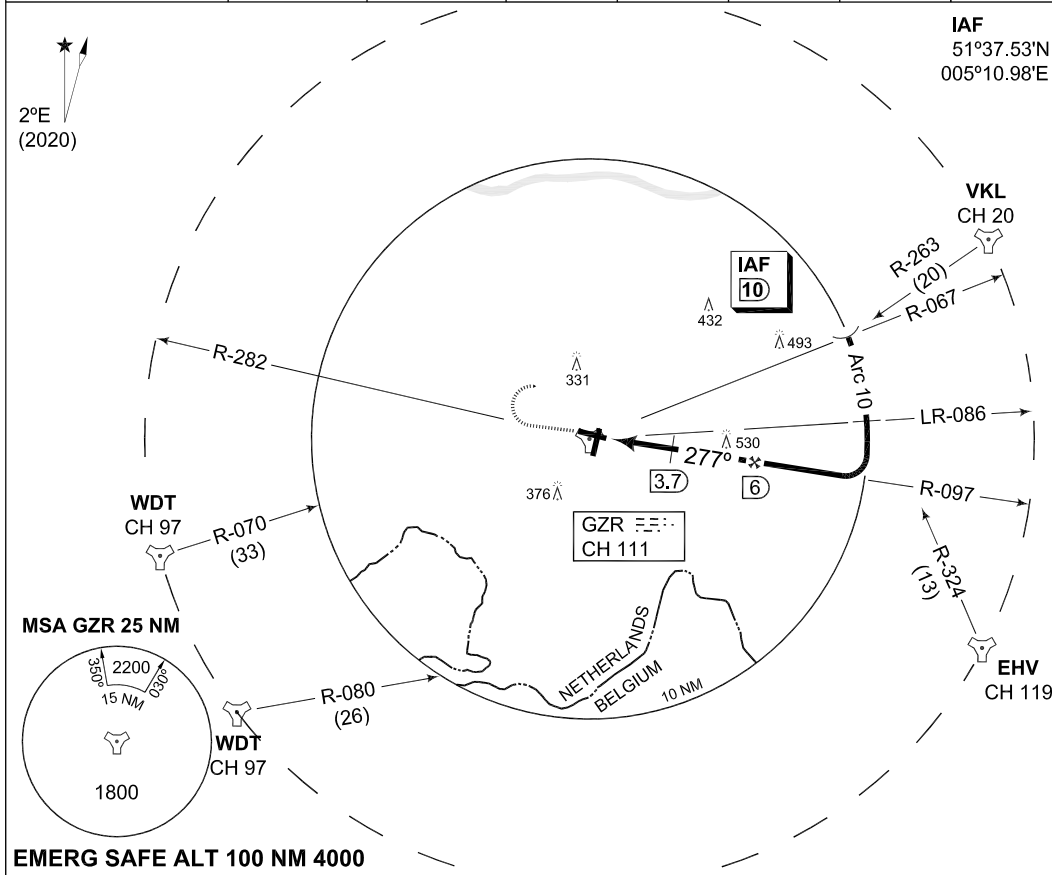 IAF
51º37.53'N
005º10.98'E
2ºE
(2020)
VKL
CH 20
R-263
(20)
R-067
IAF
10
432
493
R-282
331
Arc 10
LR-086
530
277º
3.7
6
R-097
376
WDT
CH 97
R-070
(33)
GZR
CH 111
R-324
(13)
MSA GZR 25 NM
350º
2200
030º
15 NM
1800
NETHERLANDS
BELGIUM
10 NM
EHV
CH 119
R-080
(26)
WDT
CH 97
EMERG SAFE ALT 100 NM 4000